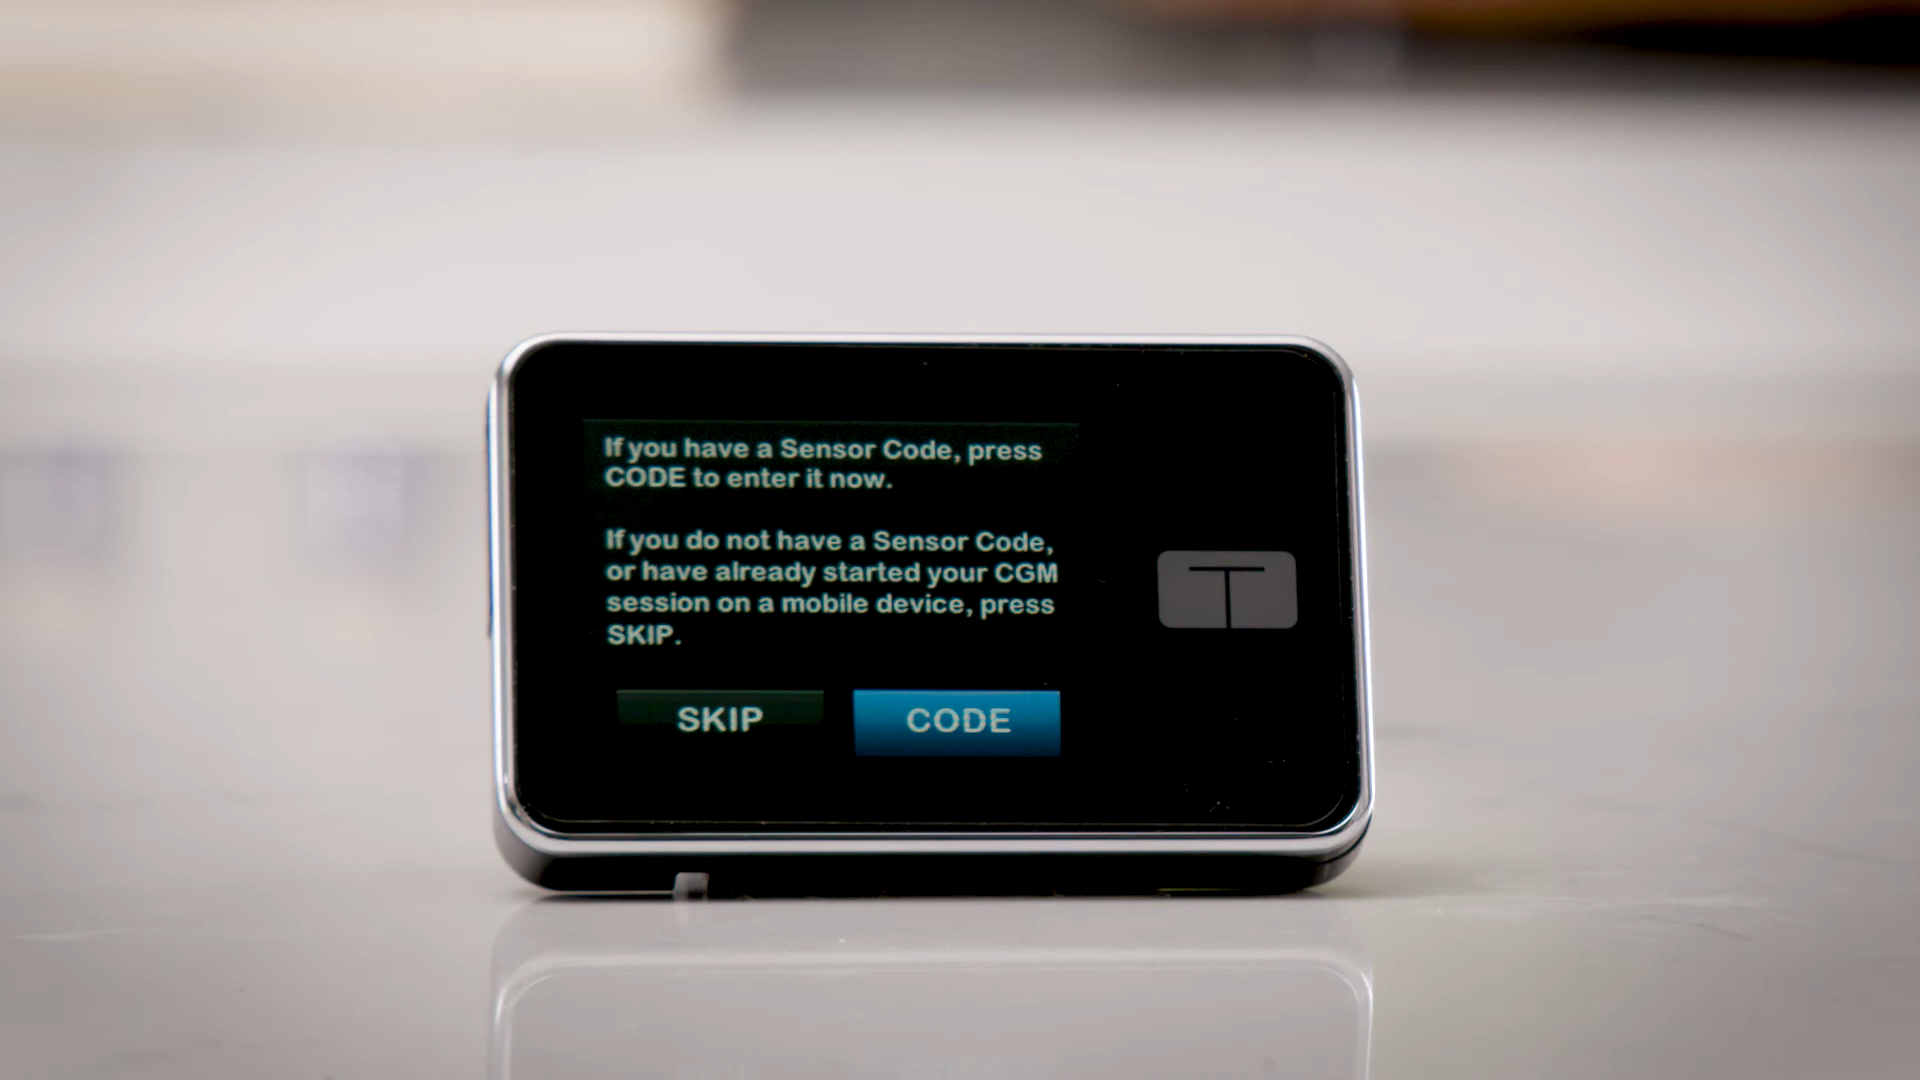 If you have a Sensor Code, press
CODE to enter it now.
If you do not have a Sensor Code,
or have already started your CGM
session on a mobile device, press
SKIP.
SKIP
CODE